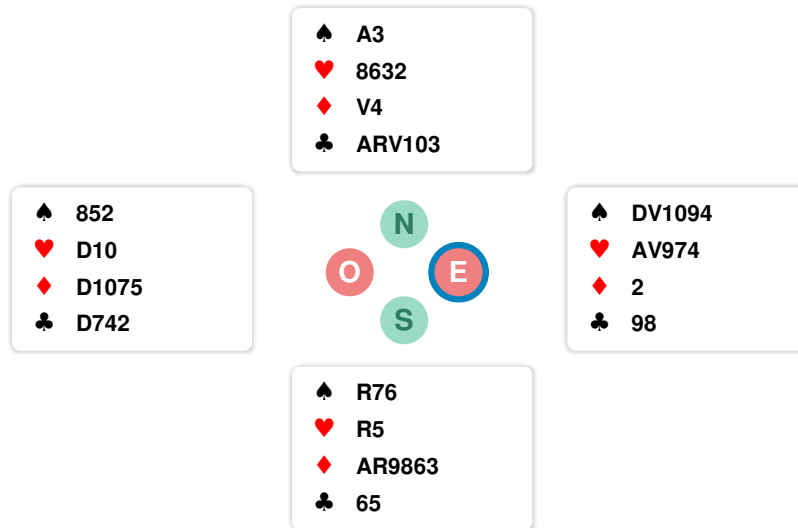 ♠ A3
♥ 8632
♦ V4
♣ ARV103
♠ 852
♥ D10
♦ D1075
♣ D742
N
O
E
S
♠ DV1094
♥ AV974
♦ 2
♣ 98
♠ R76
♥ R5
♦ AR9863
♣ 65